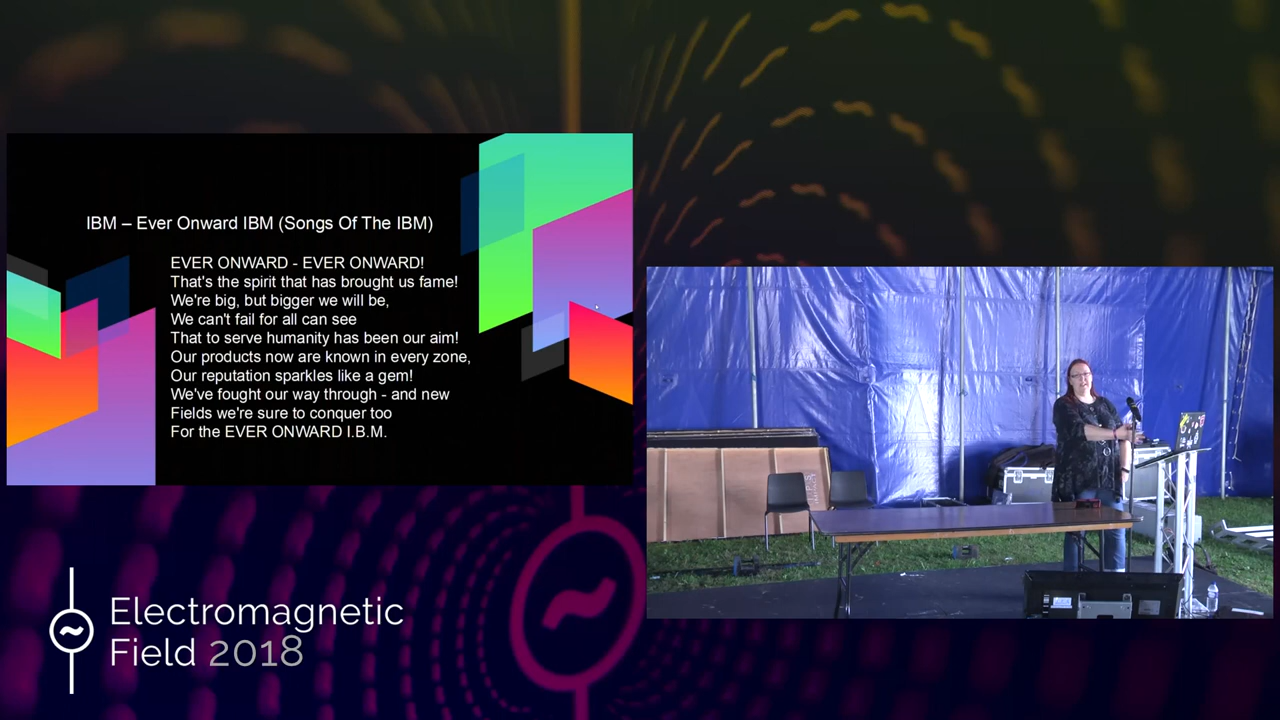 IBM – Ever Onward IBM (Songs Of The IBM)
EVER ONWARD - EVER ONWARD!
That's the spirit that has brought us fame!
We're big, but bigger we will be,
We can't fail for all can see
That to serve humanity has been our aim!
Our products now are known in every zone,
Our reputation sparkles like a gem!
We've fought our way through - and new
Fields we're sure to conquer too
For the EVER ONWARD I.B.M.
Electromagnetic
Field 2018